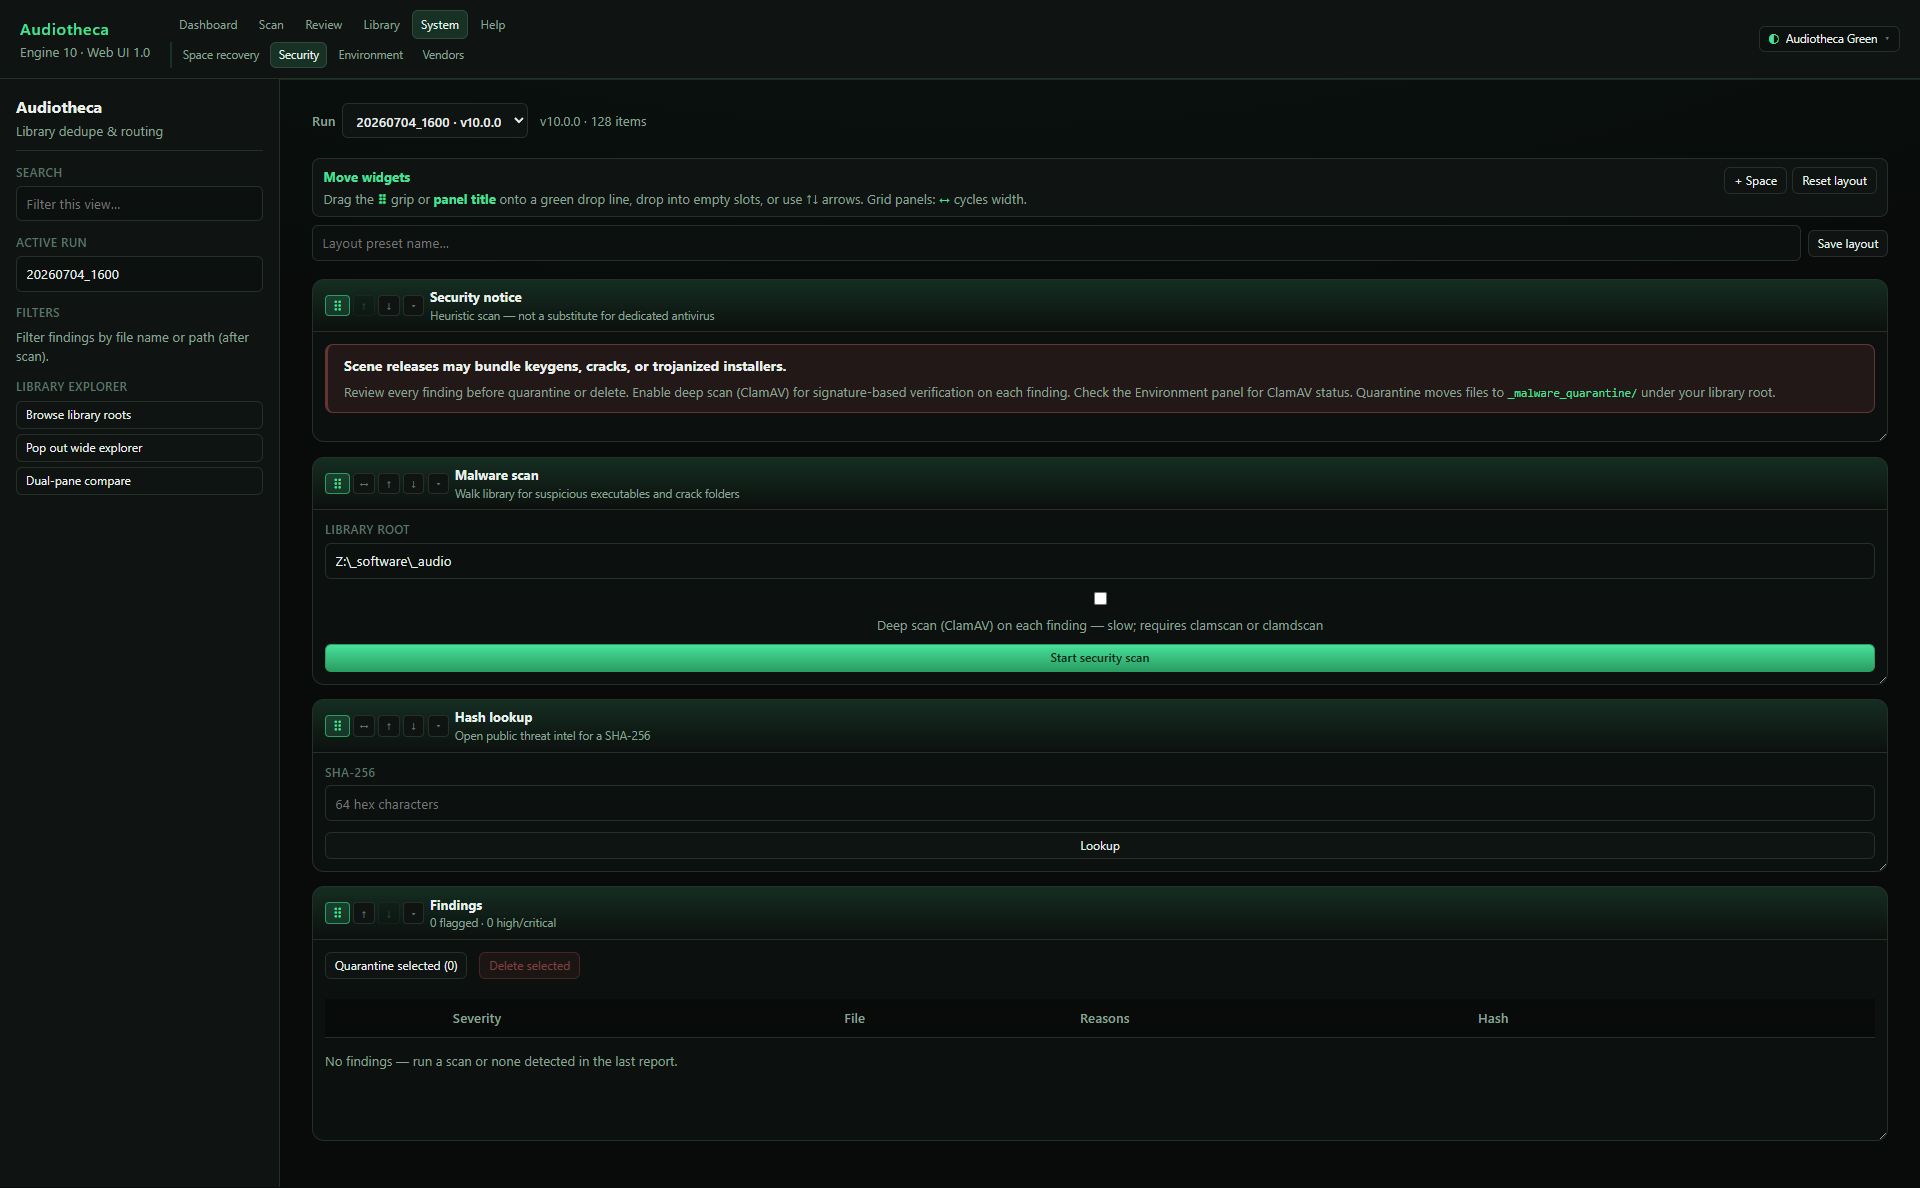 Audiotheca
Engine 10 · Web UI 1.0
Dashboard Scan Review Library System Help
Space recovery Security Environment Vendors
Audiotheca Green
Audiotheca
Library dedupe & routing
SEARCH
Filter this view...
ACTIVE RUN
20260704_1600
FILTERS
Filter findings by file name or path (after
scan).
LIBRARY EXPLORER
Browse library roots
Pop out wide explorer
Dual-pane compare
Run 20260704_1600 · v10.0.0 v10.0.0 · 128 items
Move widgets
Drag the ⠿ grip or panel title onto a green drop line, drop into empty slots, or use ↑↓ arrows. Grid panels: ↔ cycles width.
+ Space Reset layout
Layout preset name...
Save layout
Security notice
Heuristic scan — not a substitute for dedicated antivirus
Scene releases may bundle keygens, cracks, or trojanized installers.
Review every finding before quarantine or delete. Enable deep scan (ClamAV) for signature-based verification on each finding. Check the Environment panel for ClamAV status. Quarantine moves files to _malware_quarantine/ under your library root.
Malware scan
Walk library for suspicious executables and crack folders
LIBRARY ROOT
Z:\_software\_audio
Deep scan (ClamAV) on each finding — slow; requires clamscan or clamdscan
Start security scan
Hash lookup
Open public threat intel for a SHA-256
SHA-256
64 hex characters
Lookup
Findings
0 flagged · 0 high/critical
Quarantine selected (0) Delete selected
Severity File Reasons Hash
No findings — run a scan or none detected in the last report.